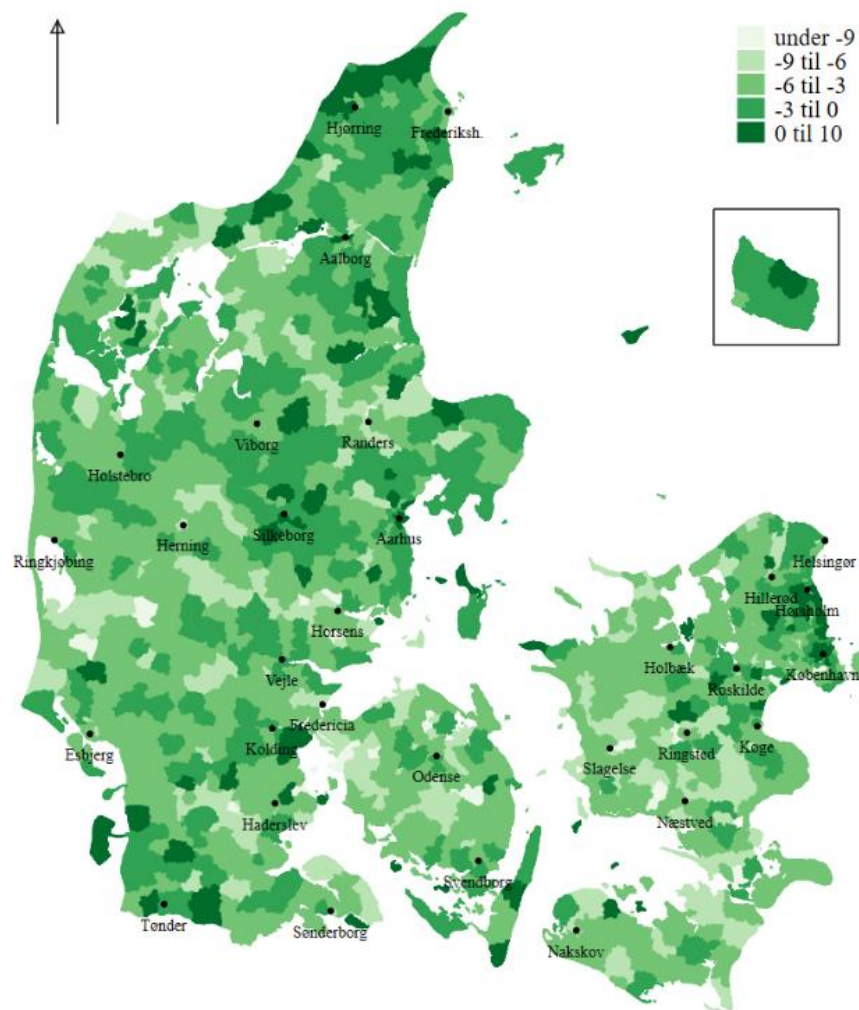 under -9
-9 til -6
-6 til -3
-3 til 0
0 til 10
Hjørring
Frederiksh.
Aalborg
Viborg
Randers
Holstebro
Silkeborg
Aarhus
Herning
Ringkjøbing
Helsingør
Hillerød
Hørsholm
Horsens
Holbæk
København
Roskilde
Vejle
Fredericia
Kolding
Esbjerg
Odense
Slagelse
Ringsted
Køge
Haderslev
Næstved
Svendborg
Tønder
Sønderborg
Nakskov